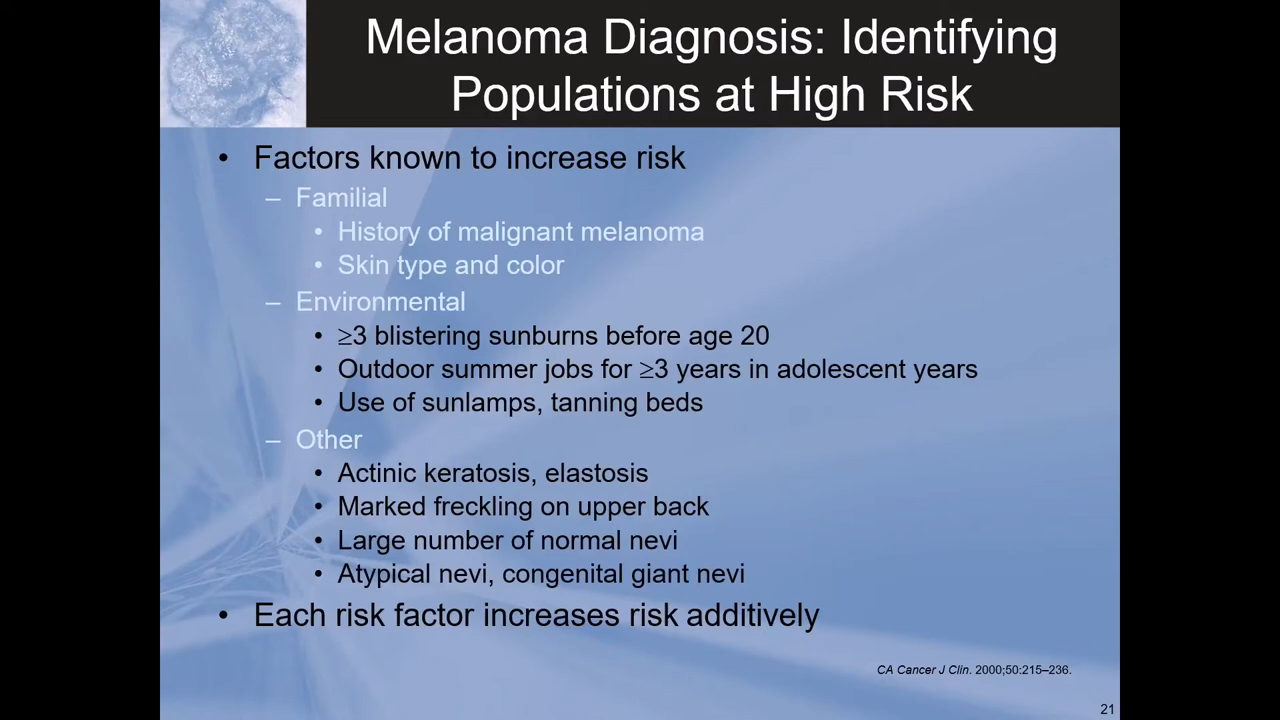 Melanoma Diagnosis: Identifying
Populations at High Risk
• Factors known to increase risk
– Familial
• History of malignant melanoma
• Skin type and color
– Environmental
• ≥3 blistering sunburns before age 20
• Outdoor summer jobs for ≥3 years in adolescent years
• Use of sunlamps, tanning beds
– Other
• Actinic keratosis, elastosis
• Marked freckling on upper back
• Large number of normal nevi
• Atypical nevi, congenital giant nevi
• Each risk factor increases risk additively
CA Cancer J Clin. 2000;50:215–236.
21